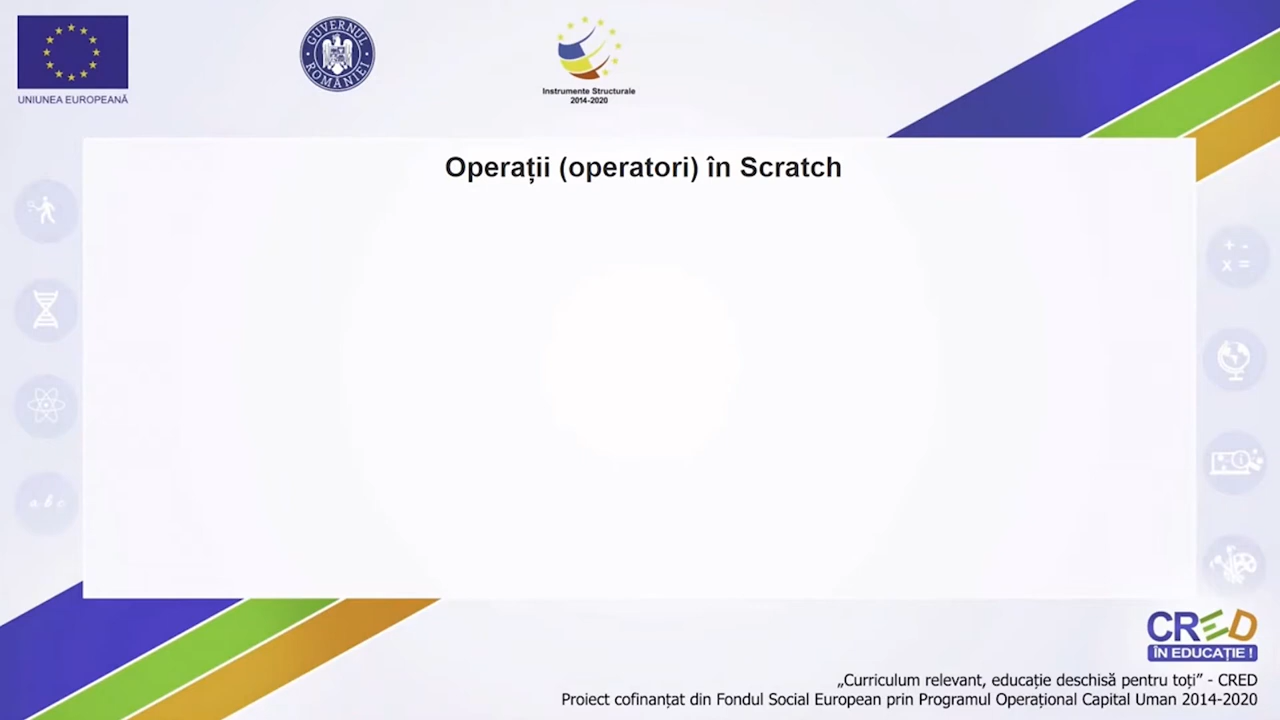 UNIUNEA EUROPEANĂ
GUVERNUL ROMÂNIEI
Instrumente Structurale
2014-2020
Operații (operatori) în Scratch
+ -
x =
a b c
CRED
ÎN EDUCAȚIE !
„Curriculum relevant, educație deschisă pentru toți” - CRED
Proiect cofinanțat din Fondul Social European prin Programul Operațional Capital Uman 2014-2020